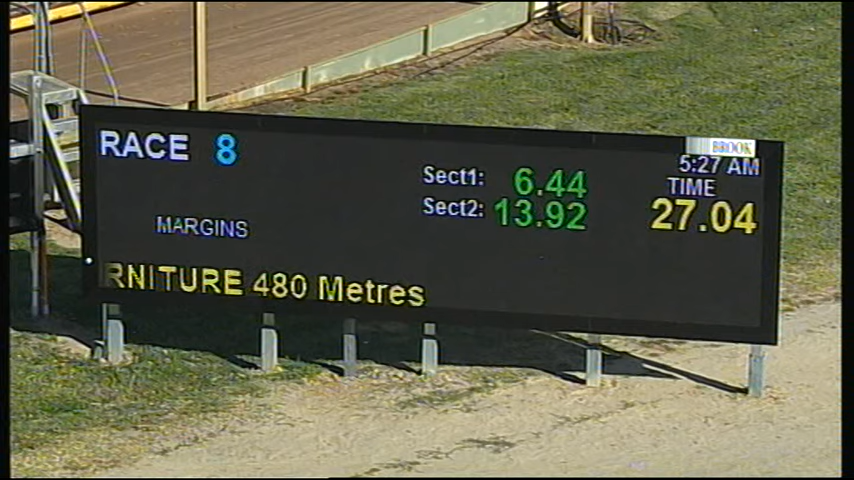 BROOK
RACE 8
5:27 AM
Sect1: 6.44
TIME
Sect2: 13.92
27.04
MARGINS
RNITURE 480 Metres